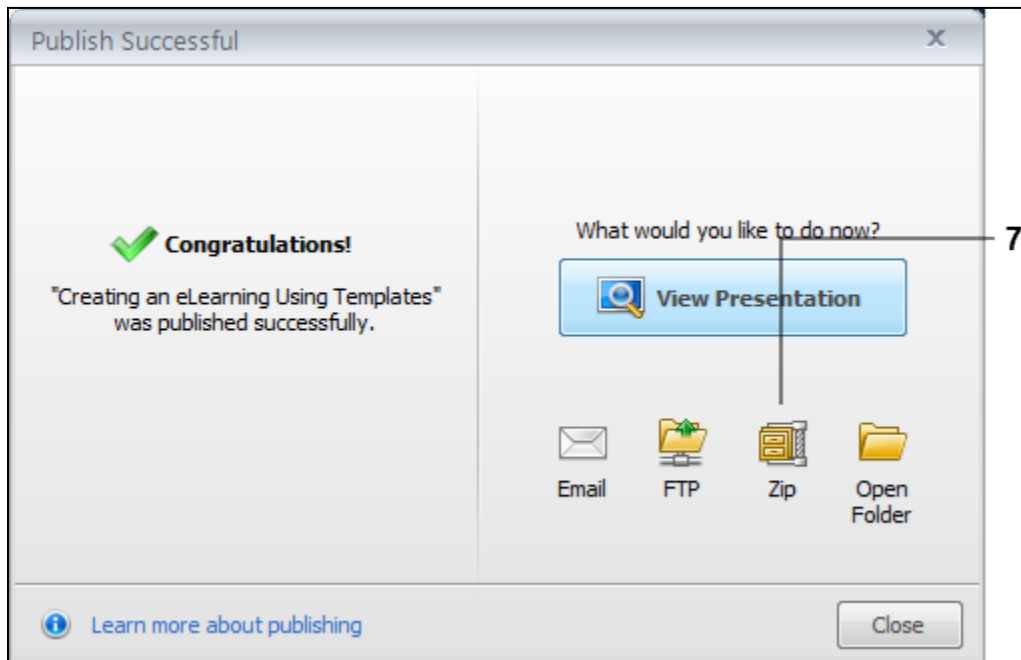 Publish Successful
x
Congratulations!
"Creating an eLearning Using Templates"
was published successfully.
What would you like to do now?
7
View Presentation
Email
FTP
Zip
Open
Folder
Learn more about publishing
Close